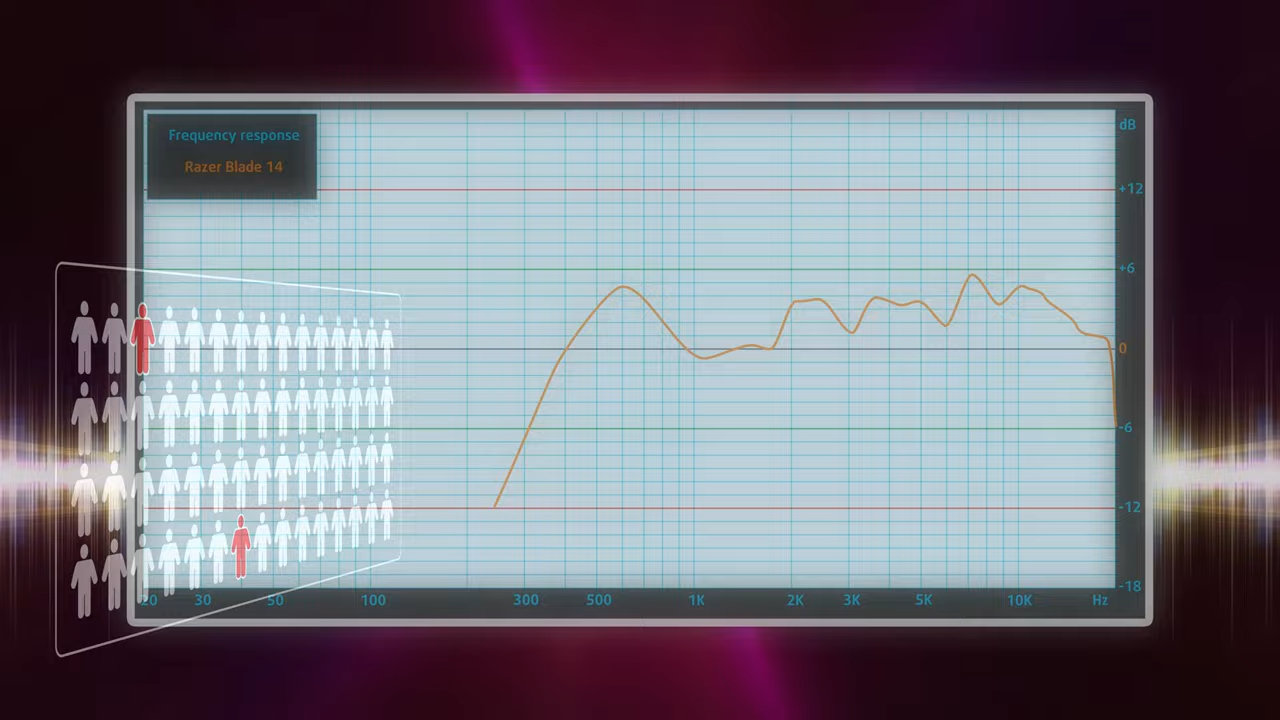 Frequency response
Razer Blade 14
dB
+12
+6
0
-6
-12
-18
20 30 50 100 300 500 1K 2K 3K 5K 10K Hz